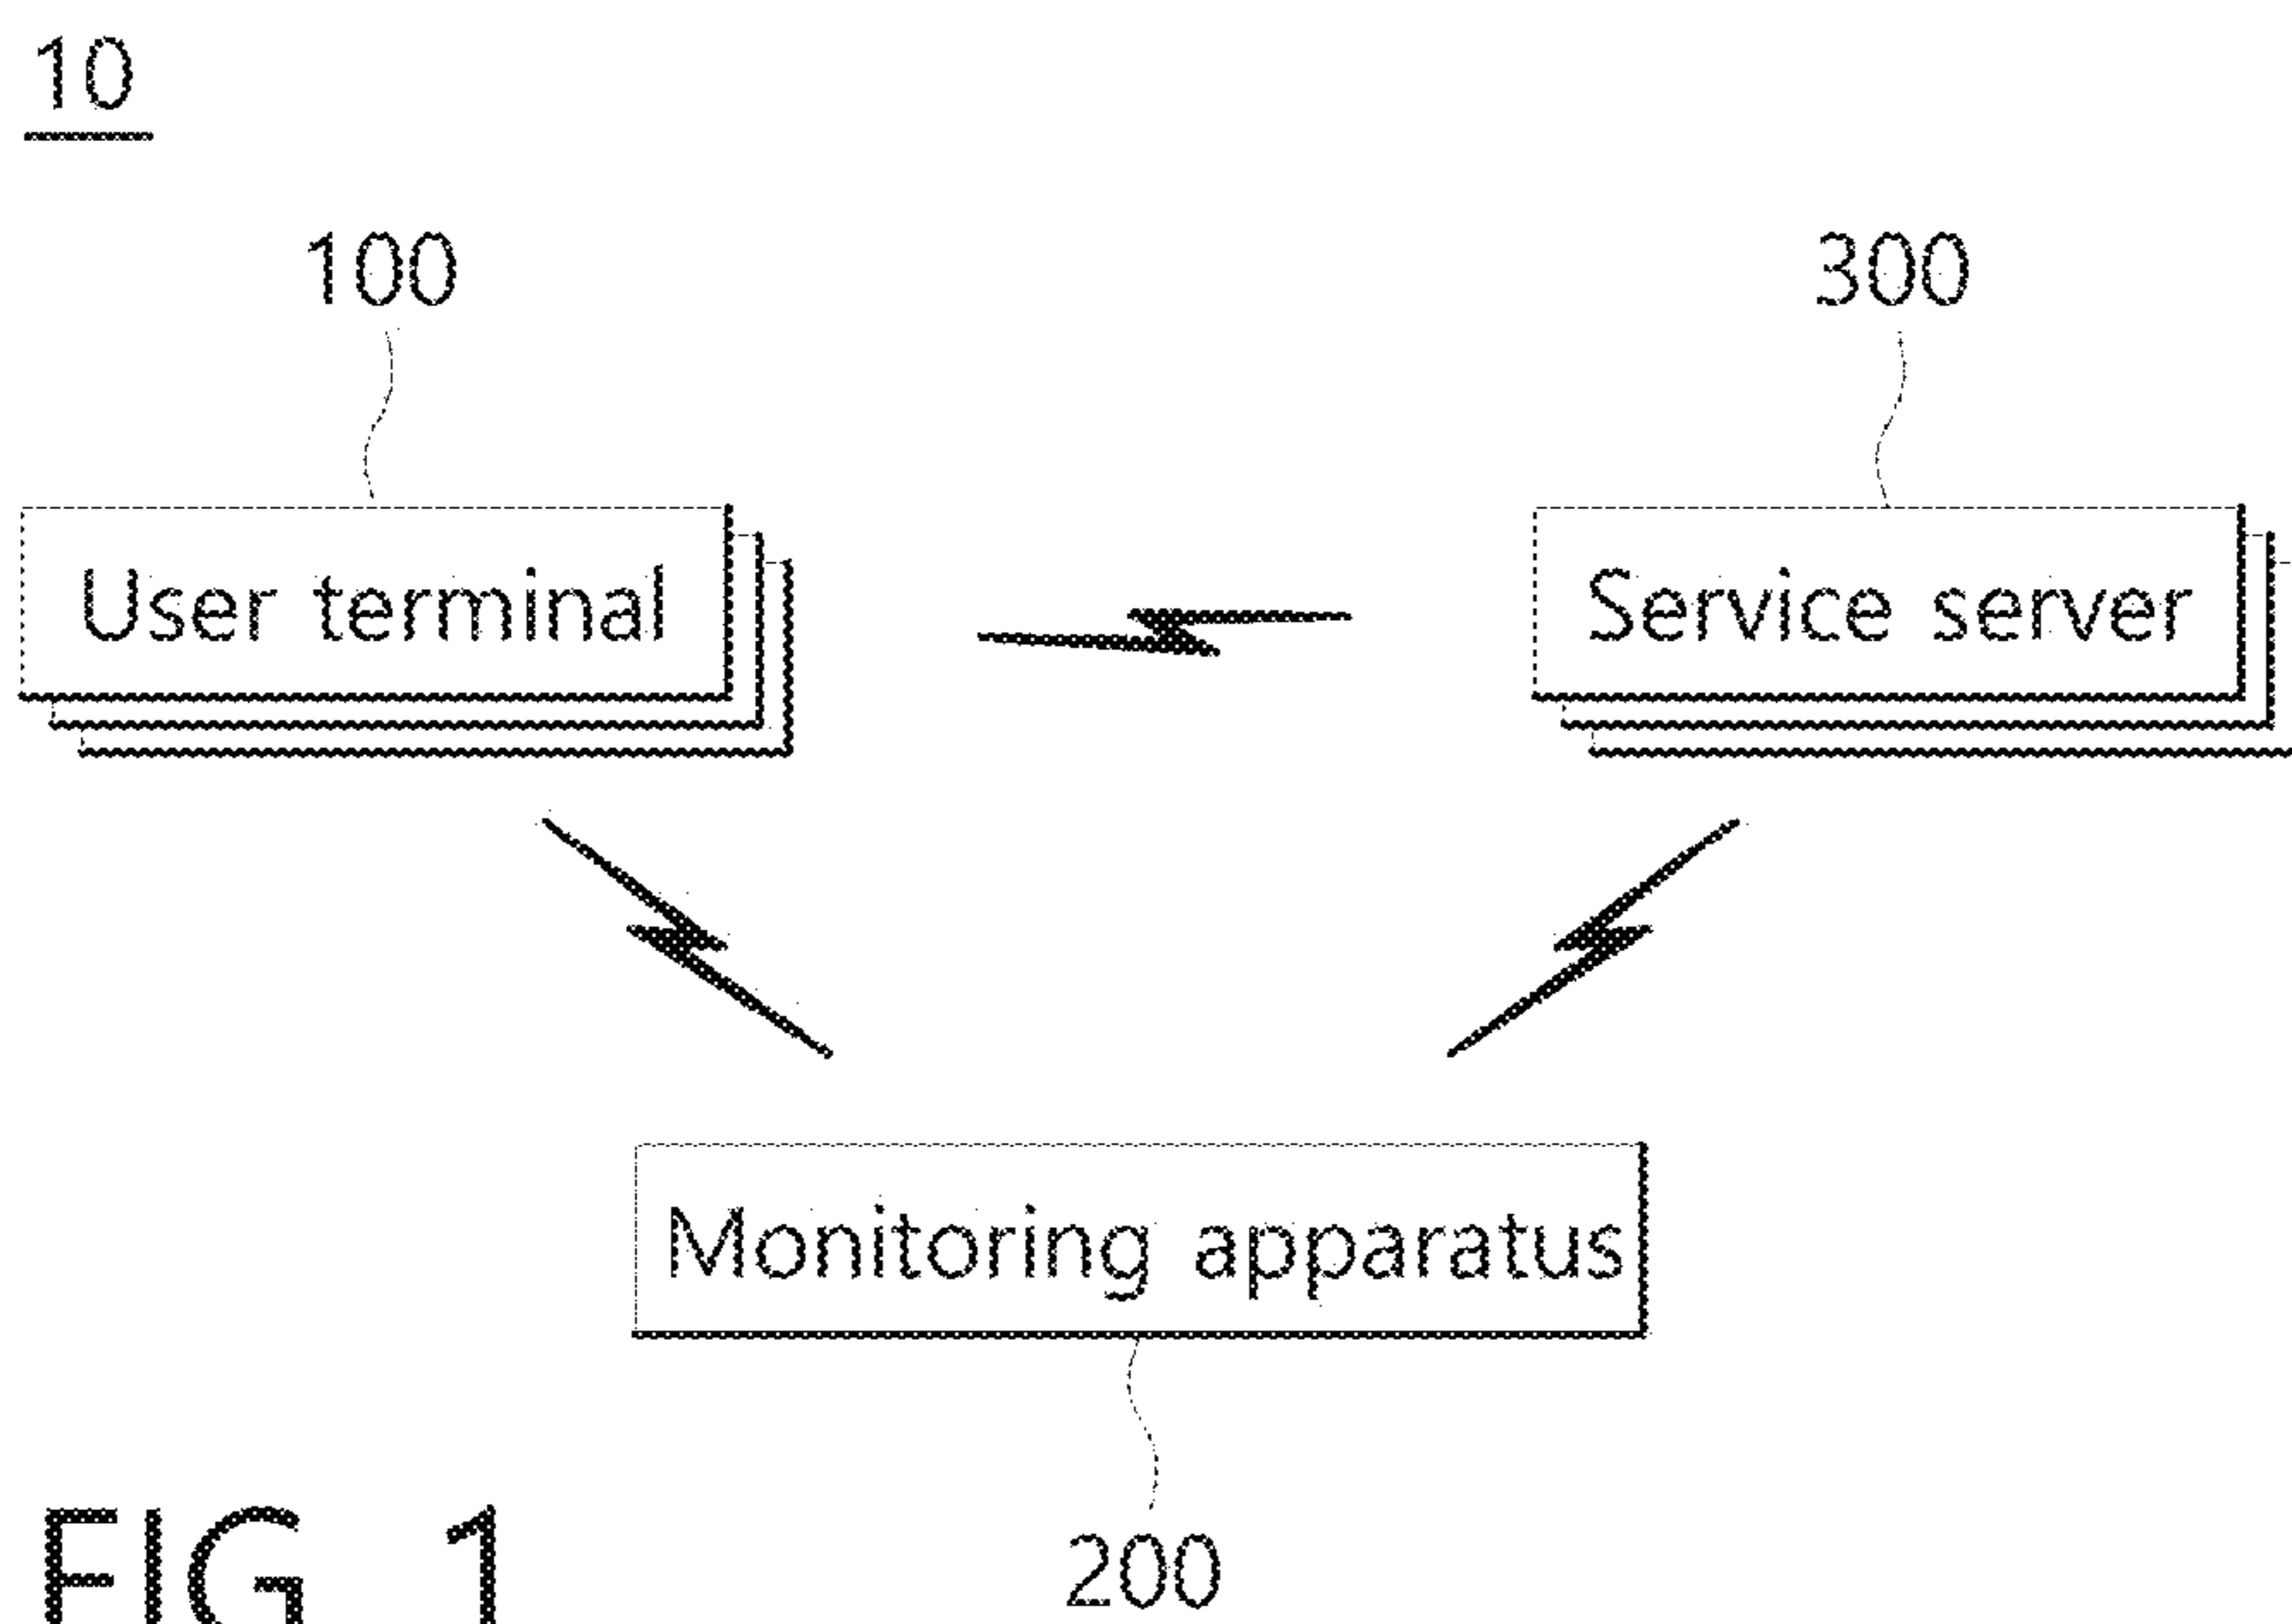 10
100
300
User terminal
Service server
Monitoring apparatus
200
FIG. 1